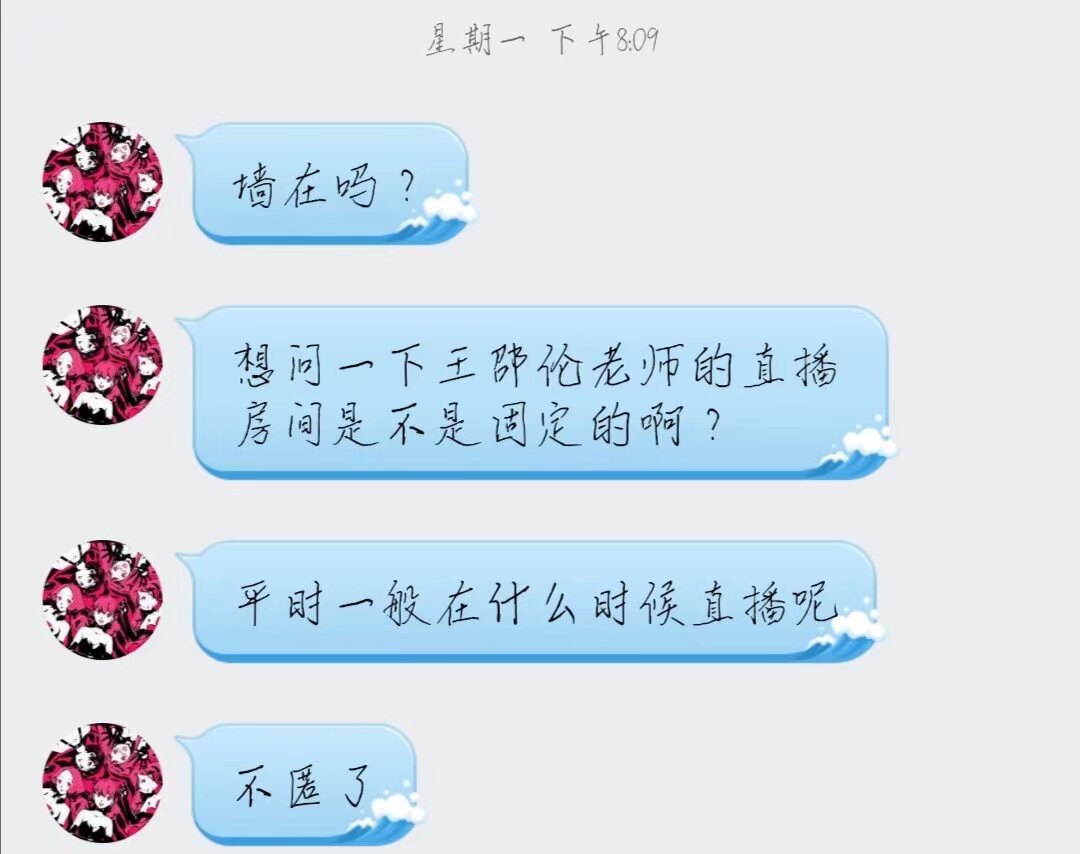 星期一 下午8:09
墙在吗？
想问一下王邵伦老师的直播
房间是不是固定的啊？
平时一般在什么时候直播呢
不匿了